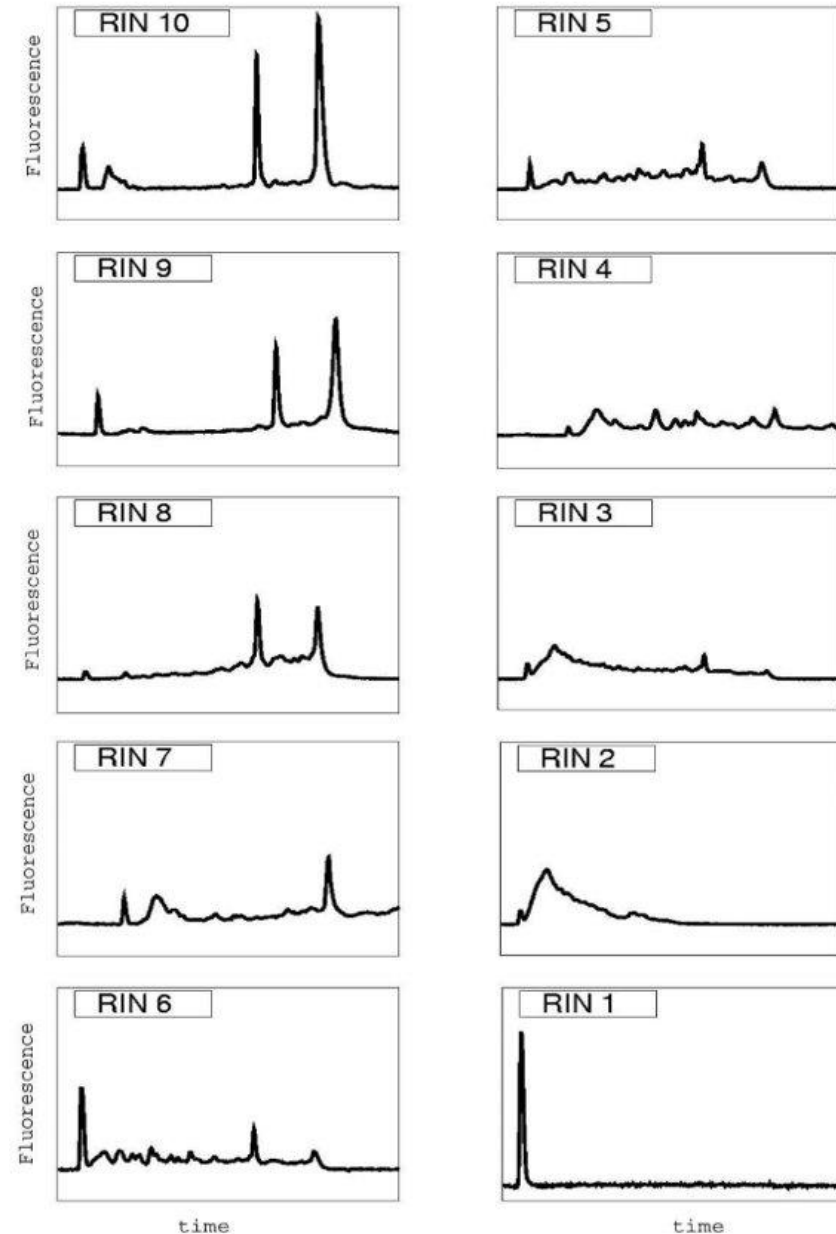 RIN 10
Fluorescence
RIN 5
RIN 9
Fluorescence
RIN 4
RIN 8
Fluorescence
RIN 3
RIN 7
Fluorescence
RIN 2
RIN 6
Fluorescence
RIN 1
time
time